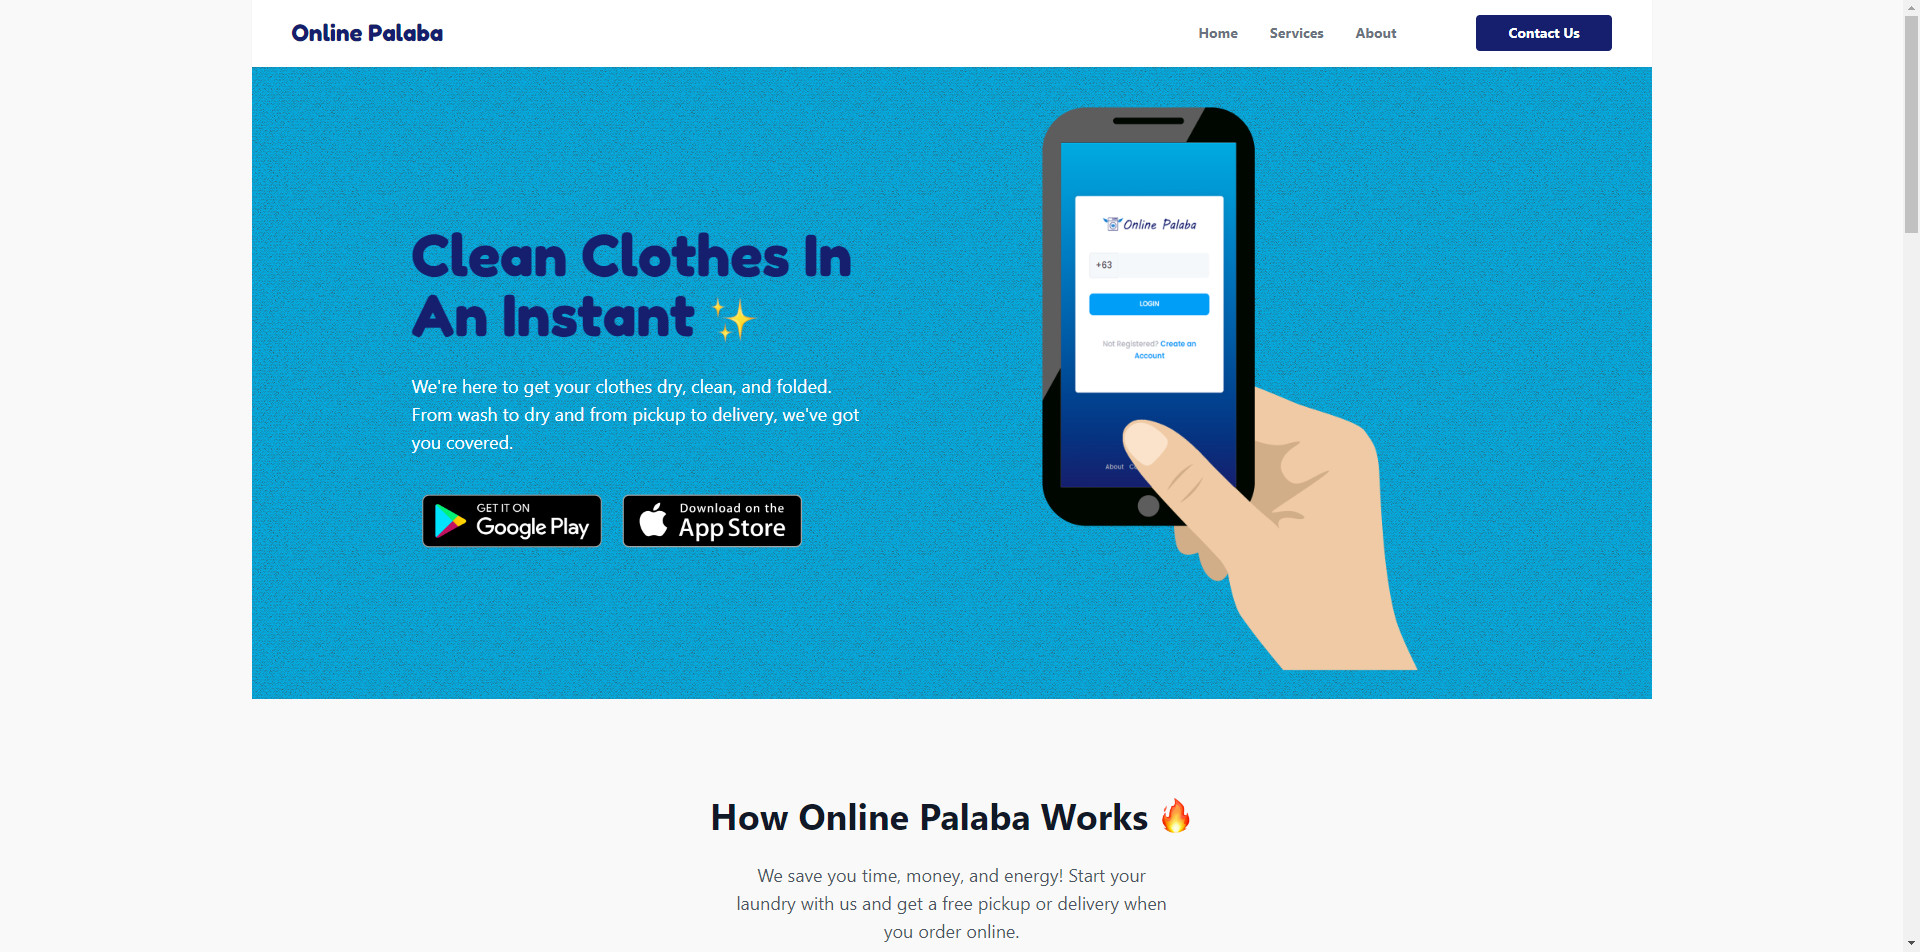 Online Palaba
Home
Services
About
Contact Us
Clean Clothes In
An Instant ✨
We're here to get your clothes dry, clean, and folded.
From wash to dry and from pickup to delivery, we've got
you covered.
GET IT ON
Google Play
Download on the
App Store
Online Palaba
+63
LOGIN
Not Registered? Create an
Account
About
How Online Palaba Works 🔥
We save you time, money, and energy! Start your
laundry with us and get a free pickup or delivery when
you order online.